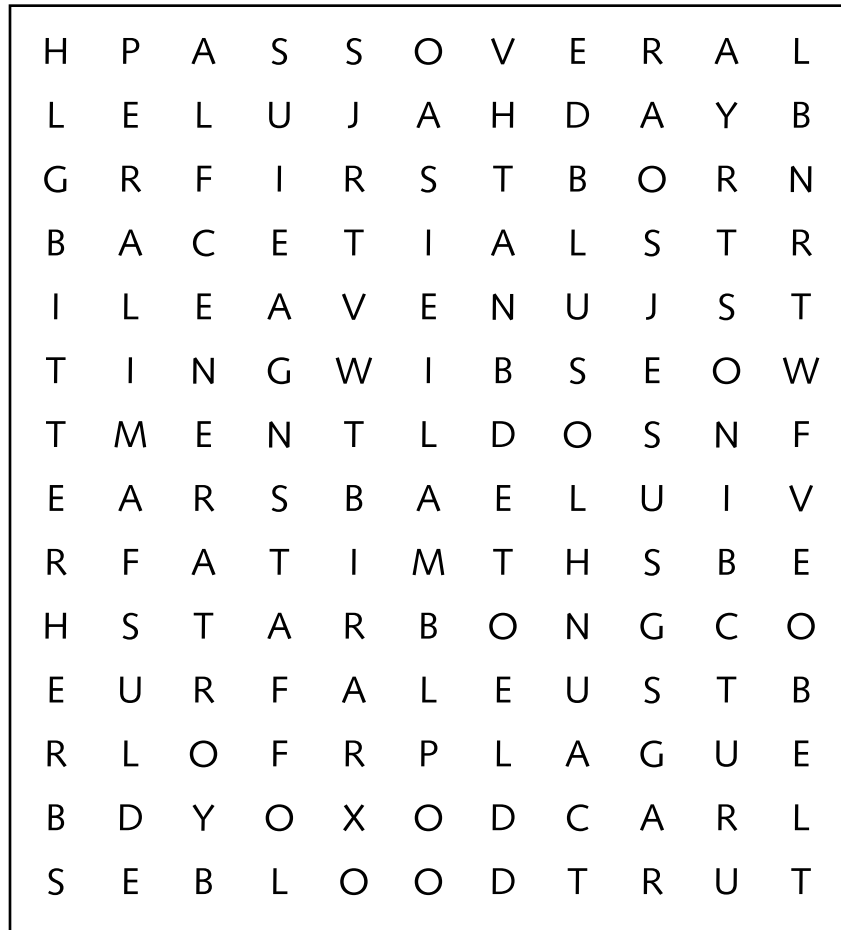 H P A S S O V E R A L
L E L U J A H D A Y B
G R F I R S T B O R N
B A C E T I A L S T R
I L E A V E N U J S T
T I N G W I B S E O W
T M E N T L D O S N F
E A R S B A E L U I V
R F A T I M T H S B E
H S T A R B O N G C O
E U R F A L E U S T B
R L O F R P L A G U E
B D Y O X O D C A R L
S E B L O O D T R U T